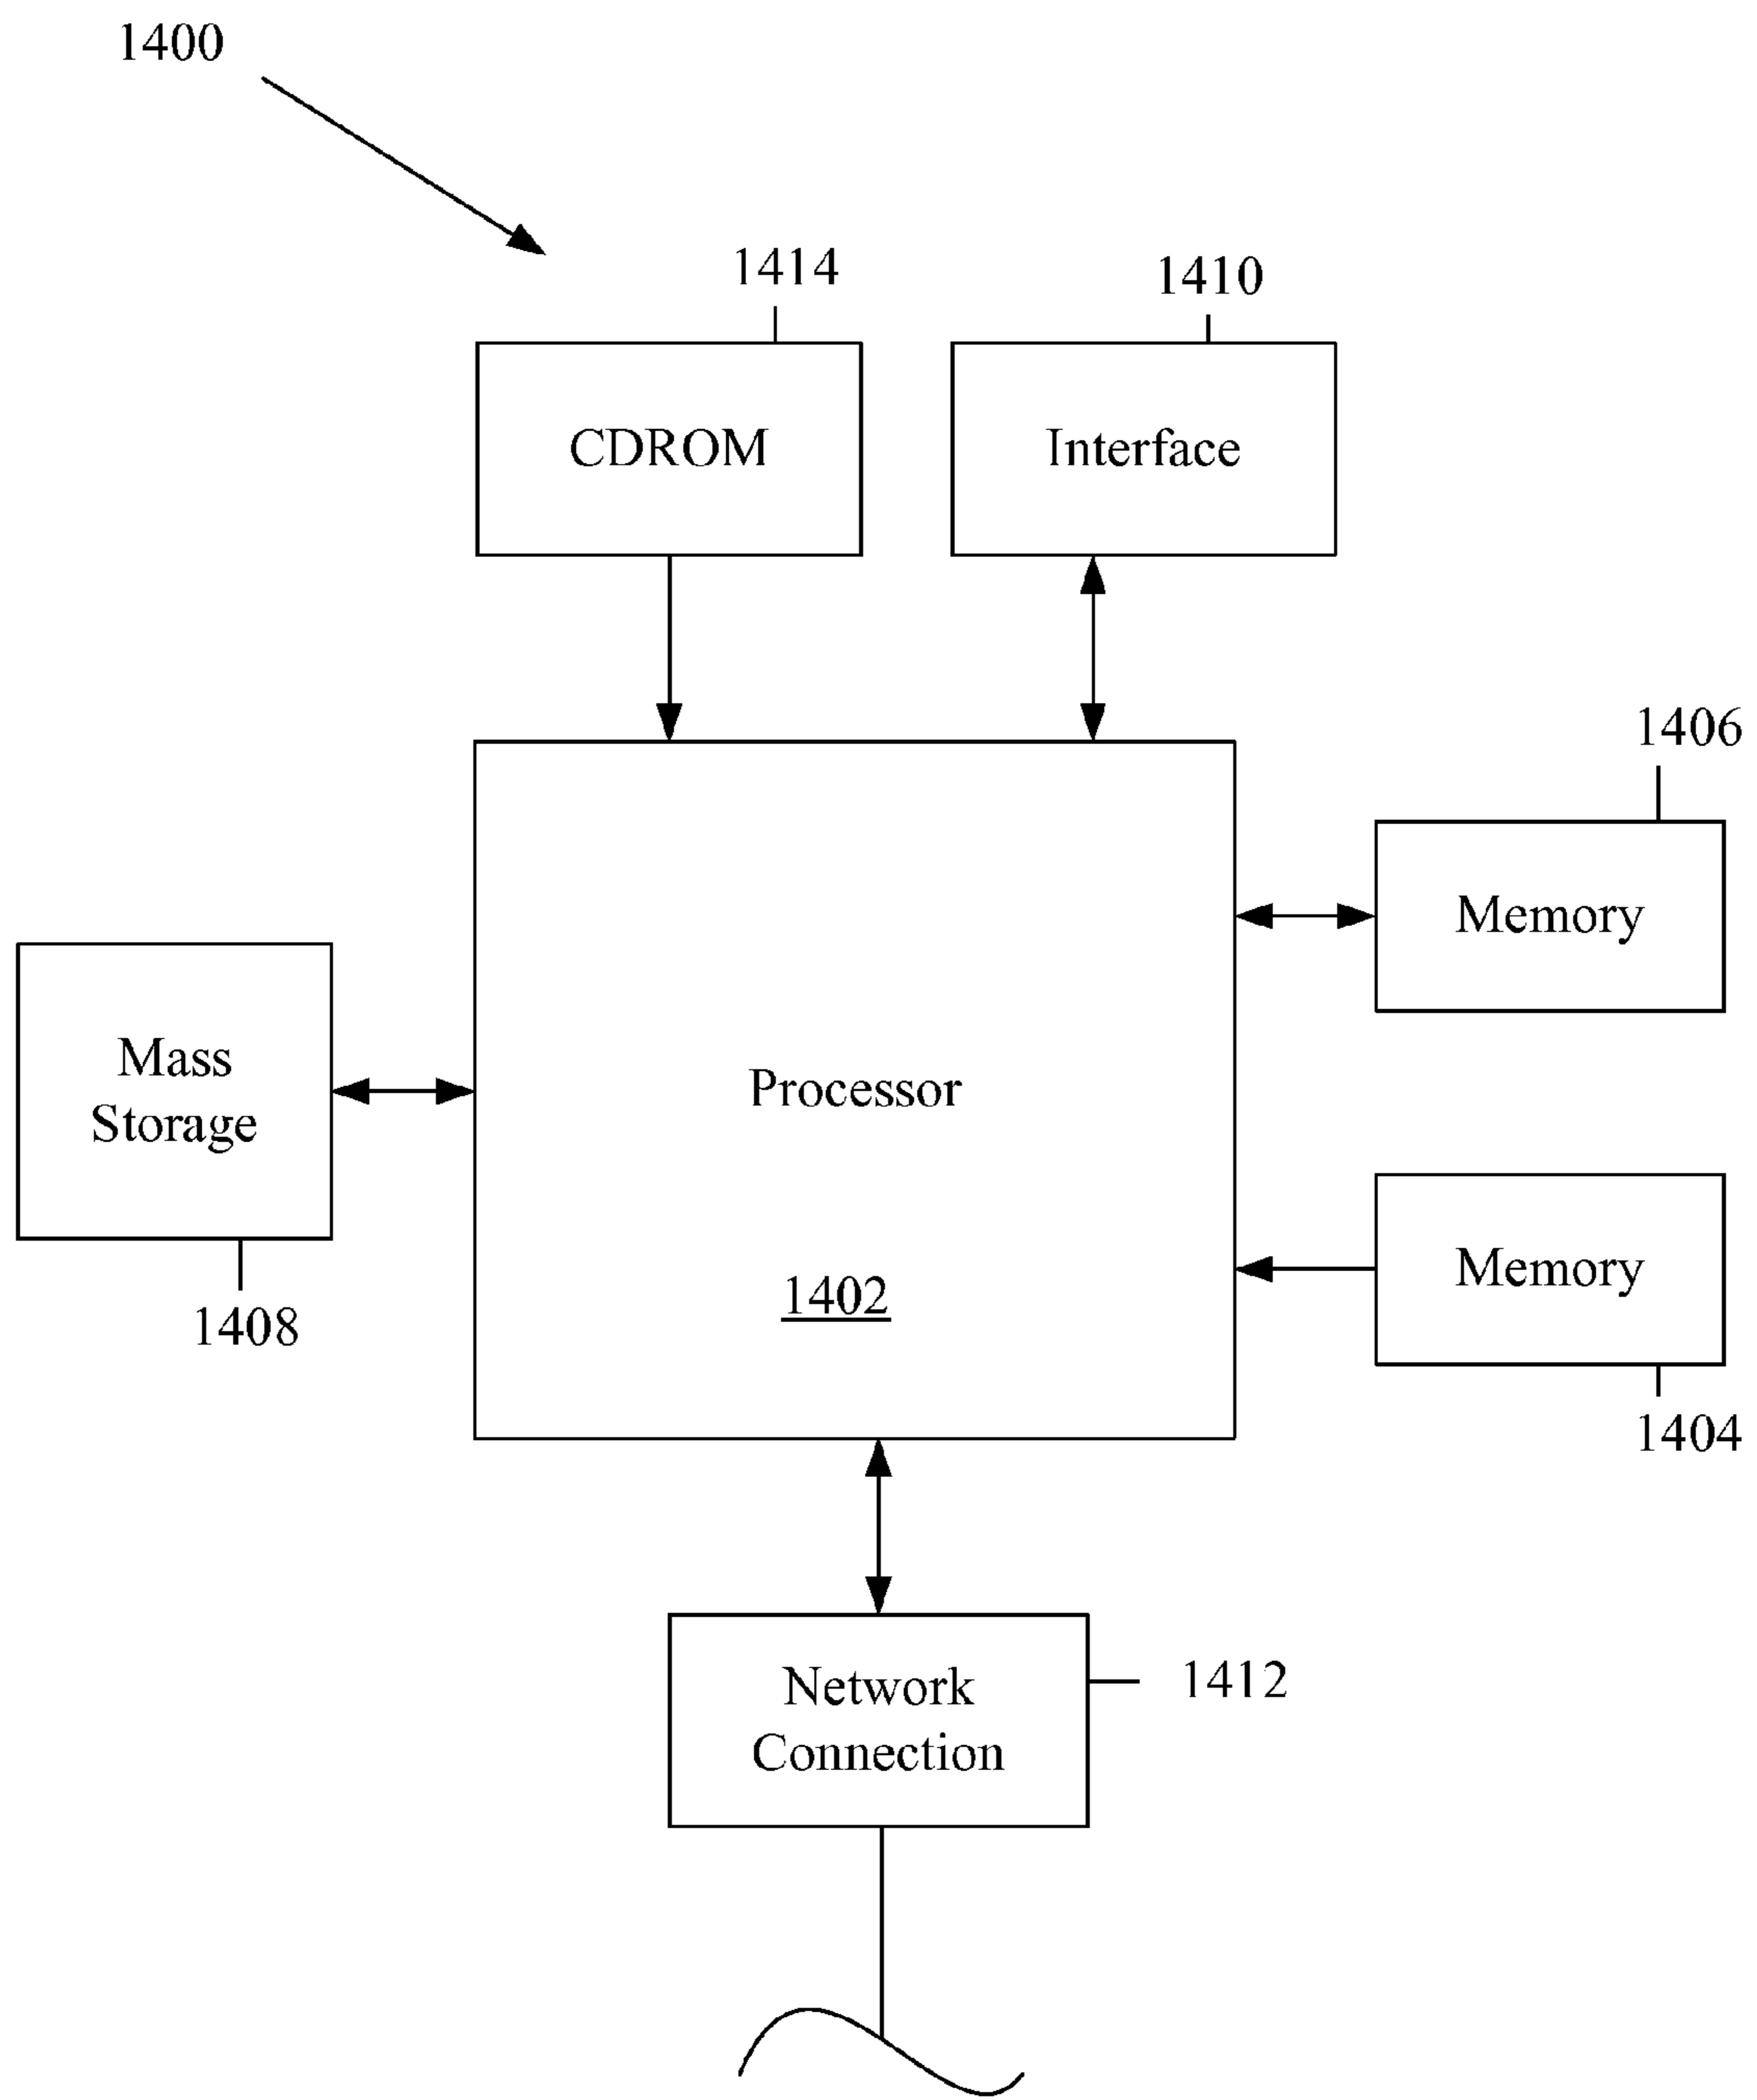 1400
1414
1410
CDROM
Interface
1406
Memory
Mass
Storage
Processor
1408
1402
Memory
1404
Network
Connection
1412